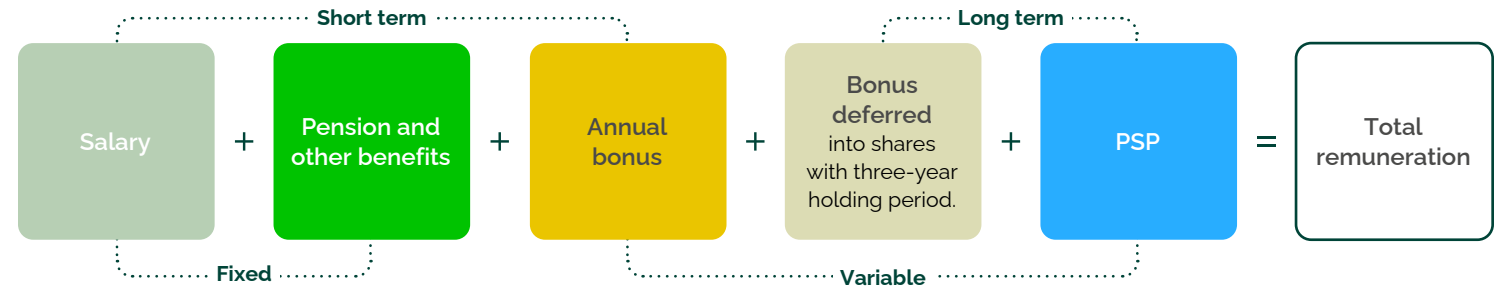 Short term
Long term
Salary
+
Pension and
other benefits
+
Annual
bonus
+
Bonus
deferred
into shares
with three-year
holding period.
+
PSP
=
Total
remuneration
Fixed
Variable